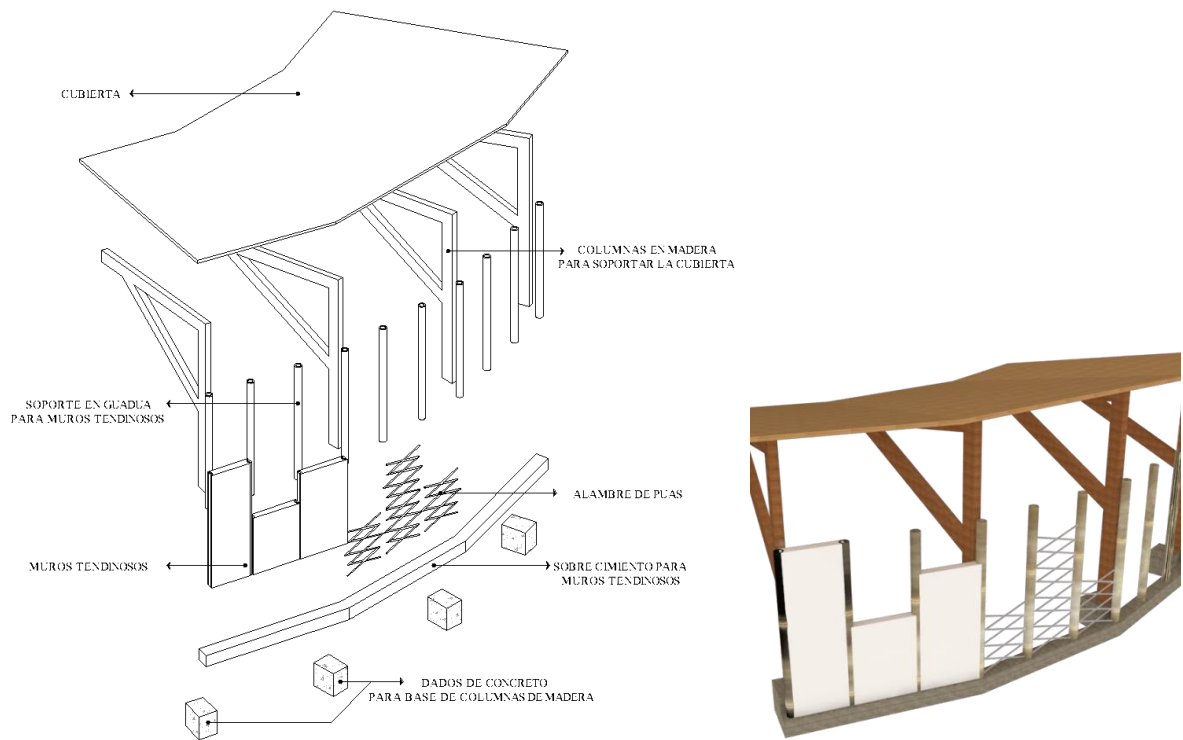 CUBIERTA
COLUMNAS EN MADERA
PARA SOPORTAR LA CUBIERTA
SOPORTE EN GUADUA
PARA MUROS TENDINOSOS
ALAMBRE DE PUAS
MUROS TENDINOSOS
SOBRE CIMIENTO PARA
MUROS TENDINOSOS
DADOS DE CONCRETO
PARA BASE DE COLUMNAS DE MADERA